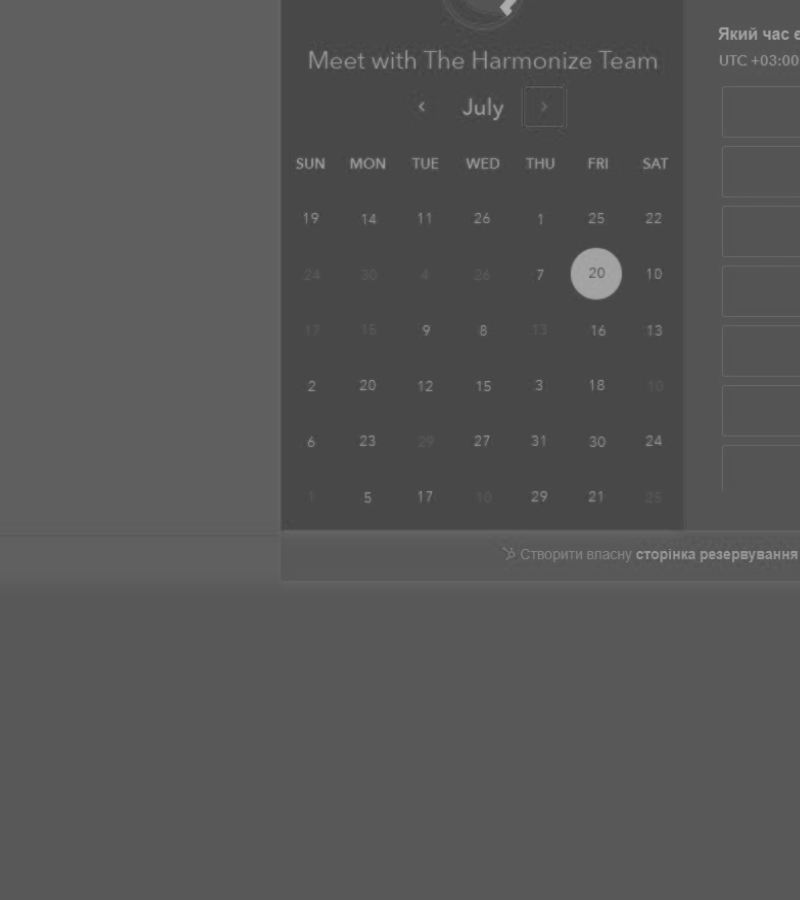 Meet with The Harmonize Team
July
SUN MON TUE WED THU FRI SAT
19 14 11 26 1 25 22
24 30 4 26 7 20 10
17 15 9 8 13 16 13
2 20 12 15 3 18 10
6 23 29 27 31 30 24
1 5 17 10 29 21 25
Який час є
UTC +03:00
Створити власну сторінка резервування